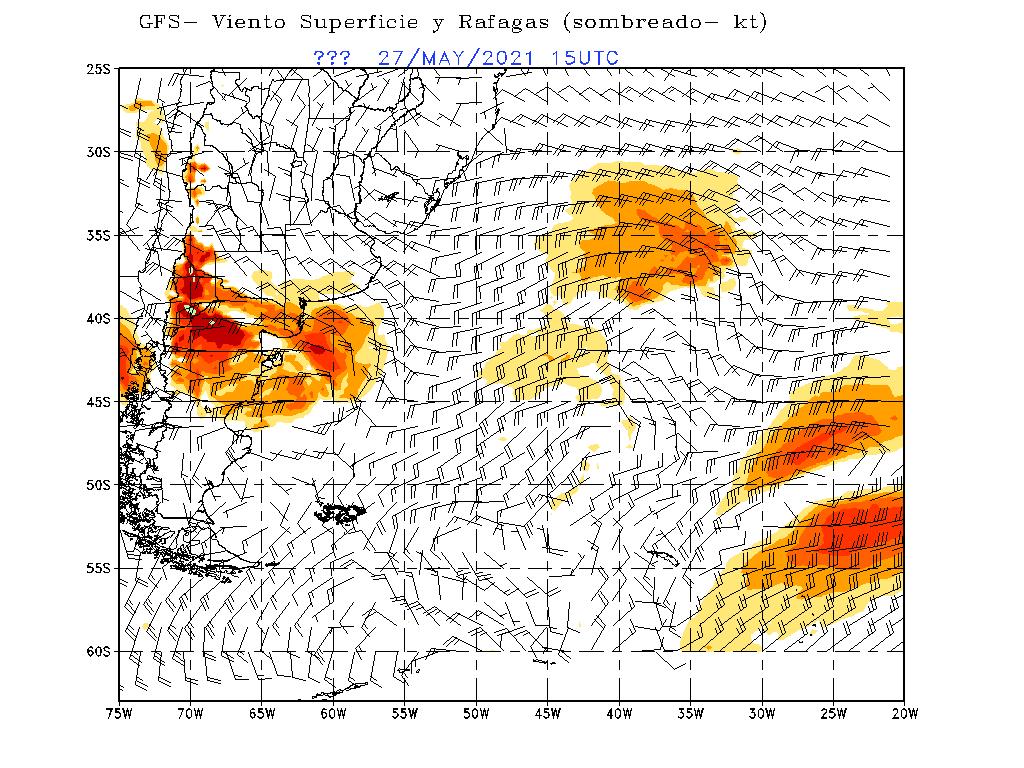 GFS− Viento Superficie y Rafagas (sombreado− kt)
??? 27/MAY/2021 15UTC
25S
30S
35S
40S
45S
50S
55S
60S
75W 70W 65W 60W 55W 50W 45W 40W 35W 30W 25W 20W